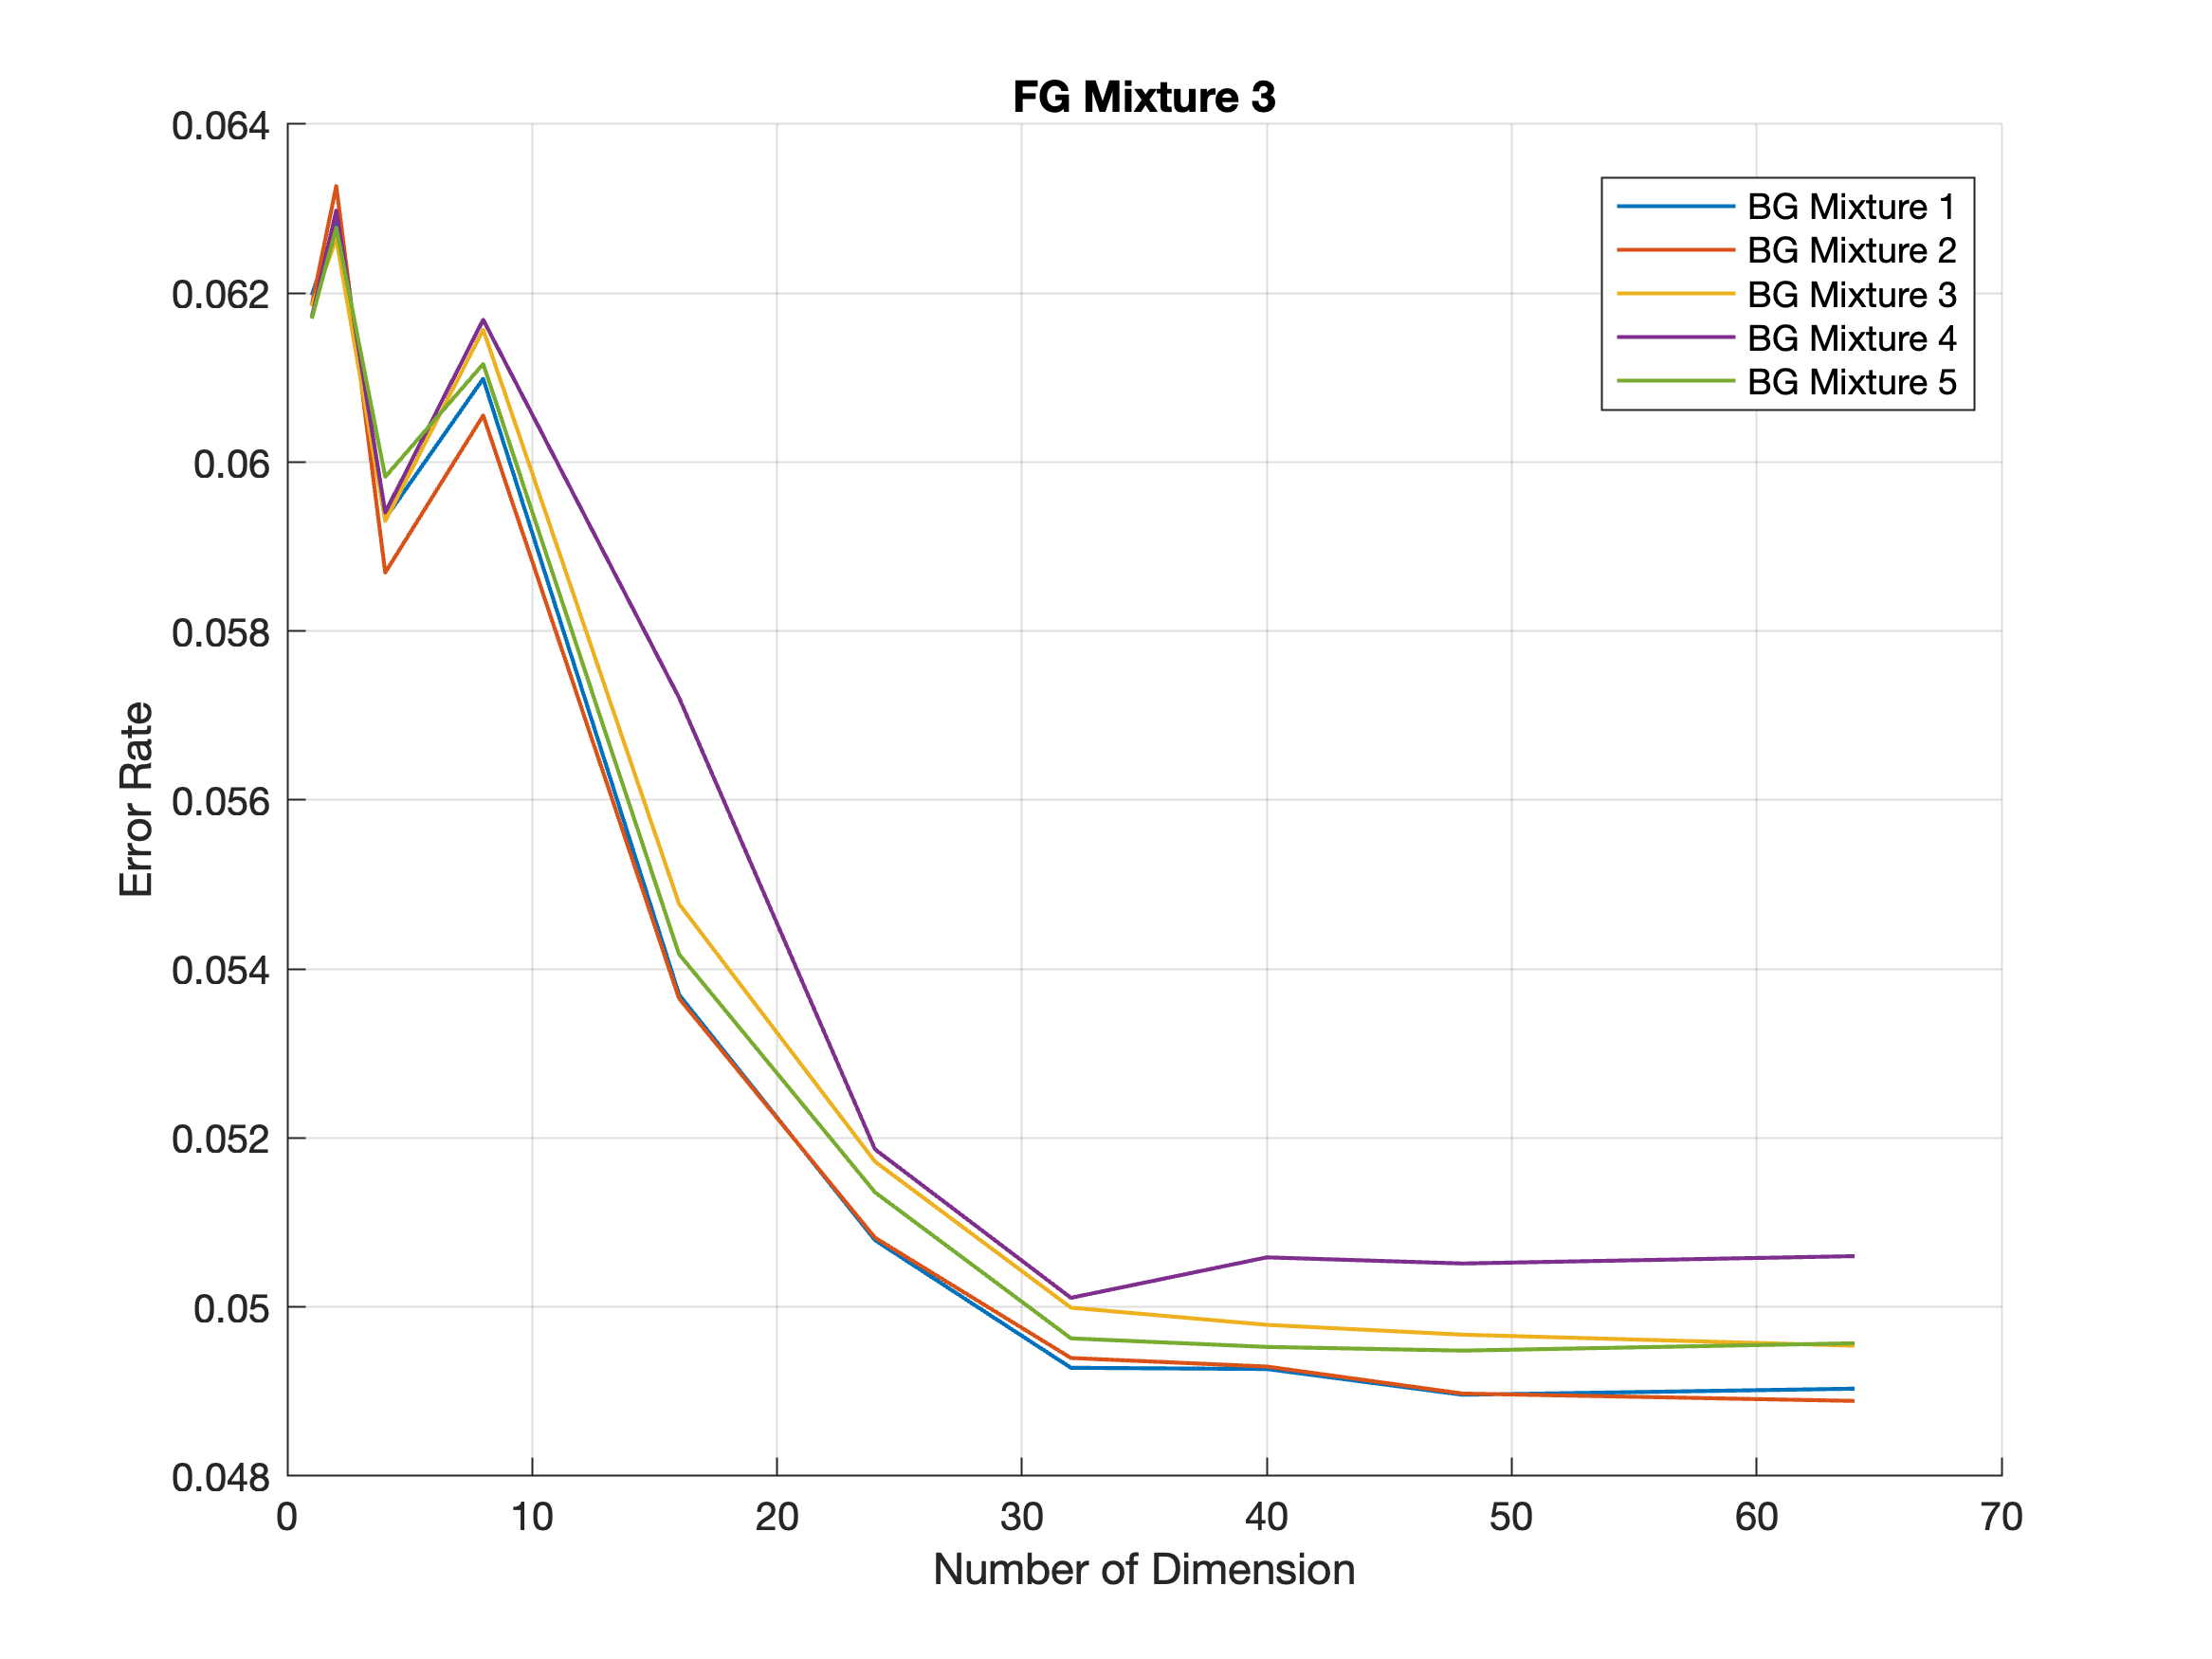 FG Mixture 3
0.064
0.062
0.06
0.058
0.056
0.054
0.052
0.05
0.048
Error Rate
BG Mixture 1
BG Mixture 2
BG Mixture 3
BG Mixture 4
BG Mixture 5
0 10 20 30 40 50 60 70
Number of Dimension